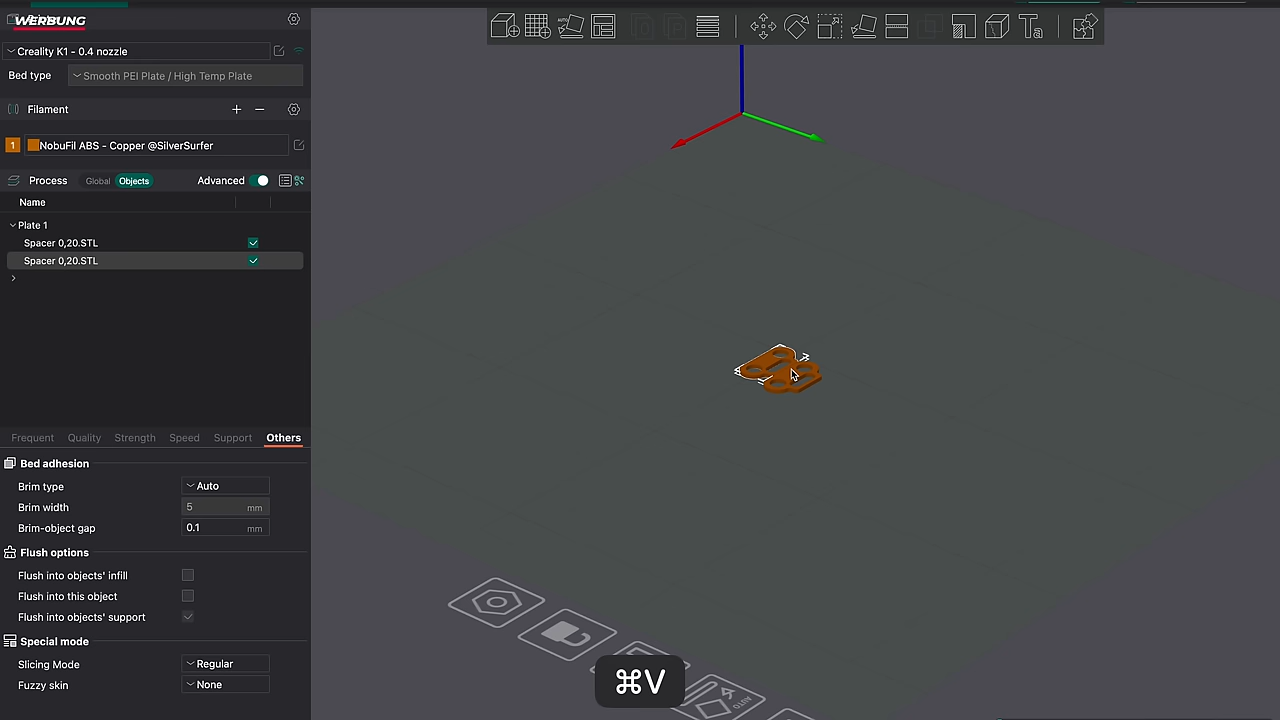 WERBUNG
Creality K1 - 0.4 nozzle
Bed type
Smooth PEI Plate / High Temp Plate
Filament
1
NobuFil ABS - Copper @SilverSurfer
Process
Global
Objects
Advanced
Name
Plate 1
Spacer 0,20.STL
Spacer 0,20.STL
Frequent
Quality
Strength
Speed
Support
Others
Bed adhesion
Brim type
Auto
Brim width
5 mm
Brim-object gap
0.1 mm
Flush options
Flush into objects' infill
Flush into this object
Flush into objects' support
Special mode
Slicing Mode
Regular
Fuzzy skin
None
AUTO
⌘V